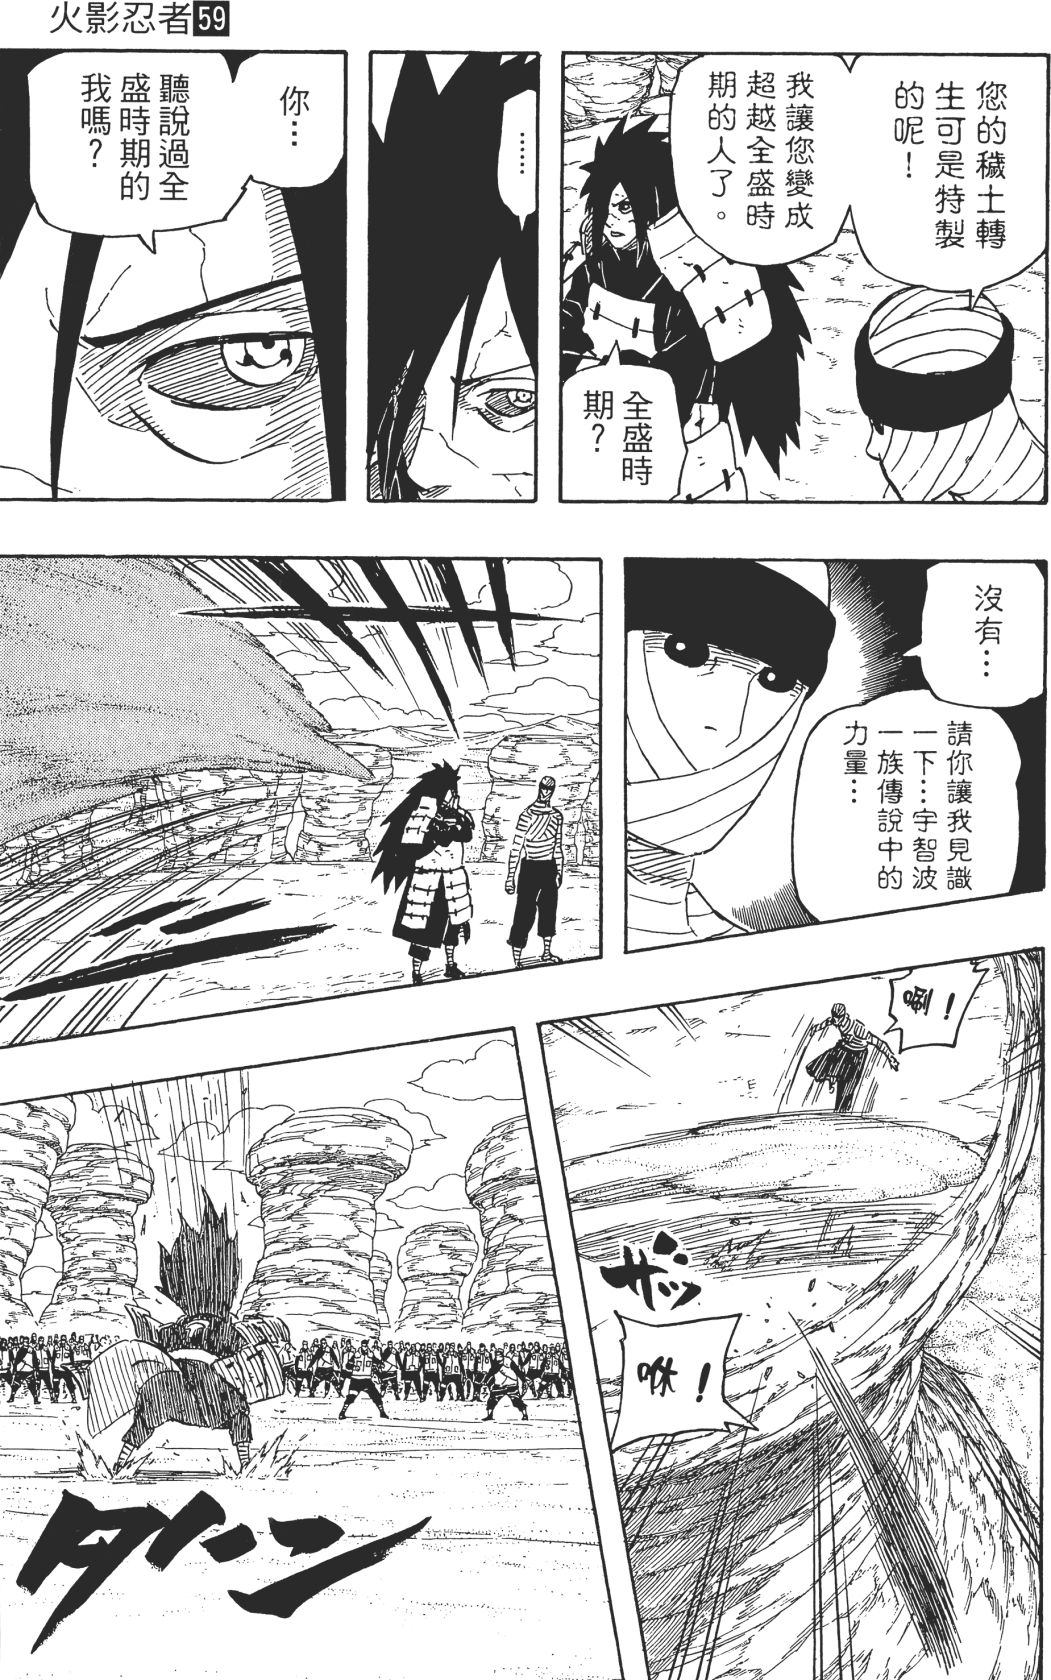 火影忍者59
您的穢土轉
生可是特製
的呢！
我讓您變成
超越全盛時
期的人了。
全盛時
期？
……
你…
聽說過全
盛時期的
我嗎？
沒有…
請你讓我見識
一下…宇智波
一族傳說中的
力量…
咻！
ザッ
タハーン